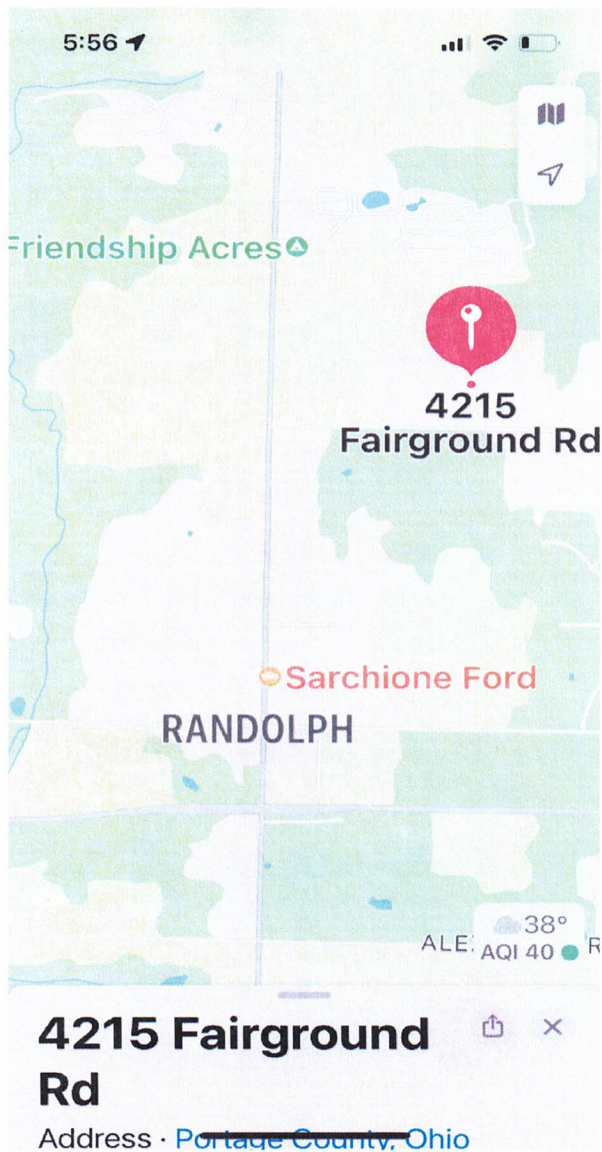 5:56
Friendship Acres
4215
Fairground Rd
Sarchione Ford
RANDOLPH
38°
AQI 40
4215 Fairground
Rd
Address · Portage County, Ohio